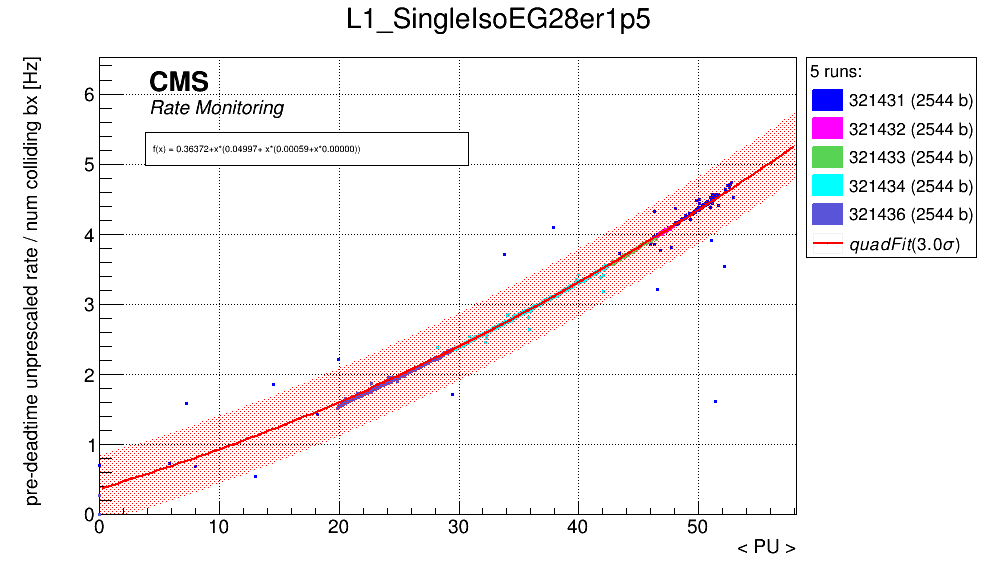 L1_SingleIsoEG28er1p5
pre-deadtime unprescaled rate / num colliding bx [Hz]
CMS
Rate Monitoring
f(x) = 0.36372+x*(0.04997+ x*(0.00059+x*0.00000))
6
5
4
3
2
1
0
0 10 20 30 40 50
< PU >
5 runs:
321431 (2544 b)
321432 (2544 b)
321433 (2544 b)
321434 (2544 b)
321436 (2544 b)
quadFit(3.0σ)